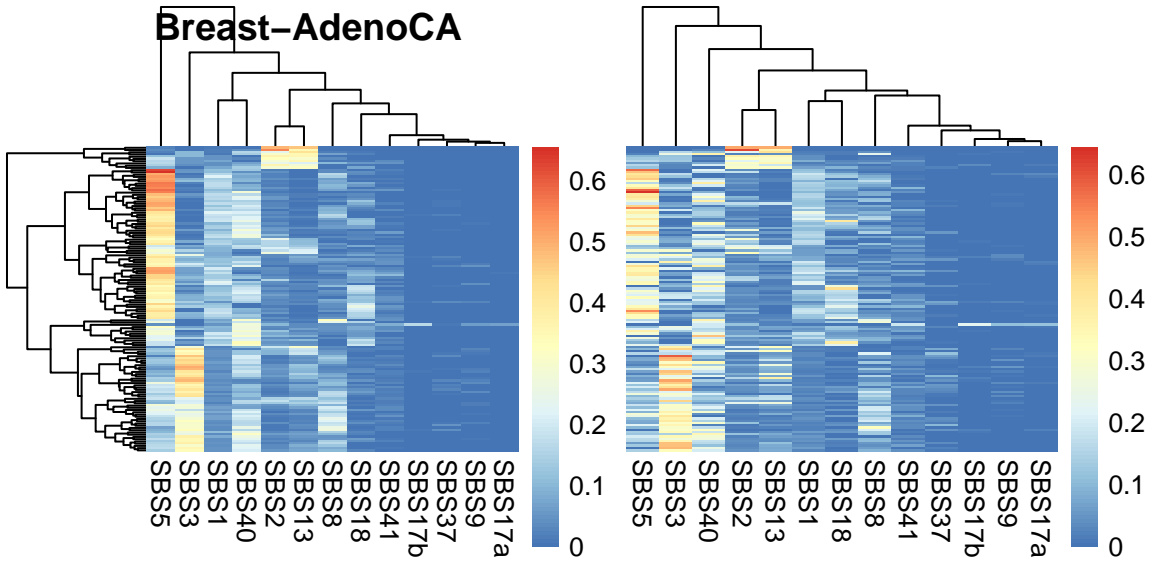 Breast−AdenoCA
0.6
0.5
0.4
0.3
0.2
0.1
0
SBS5
SBS3
SBS1
SBS40
SBS2
SBS13
SBS8
SBS18
SBS41
SBS17b
SBS37
SBS9
SBS17a
0.6
0.5
0.4
0.3
0.2
0.1
0
SBS5
SBS3
SBS40
SBS2
SBS13
SBS1
SBS18
SBS8
SBS41
SBS37
SBS17b
SBS9
SBS17a